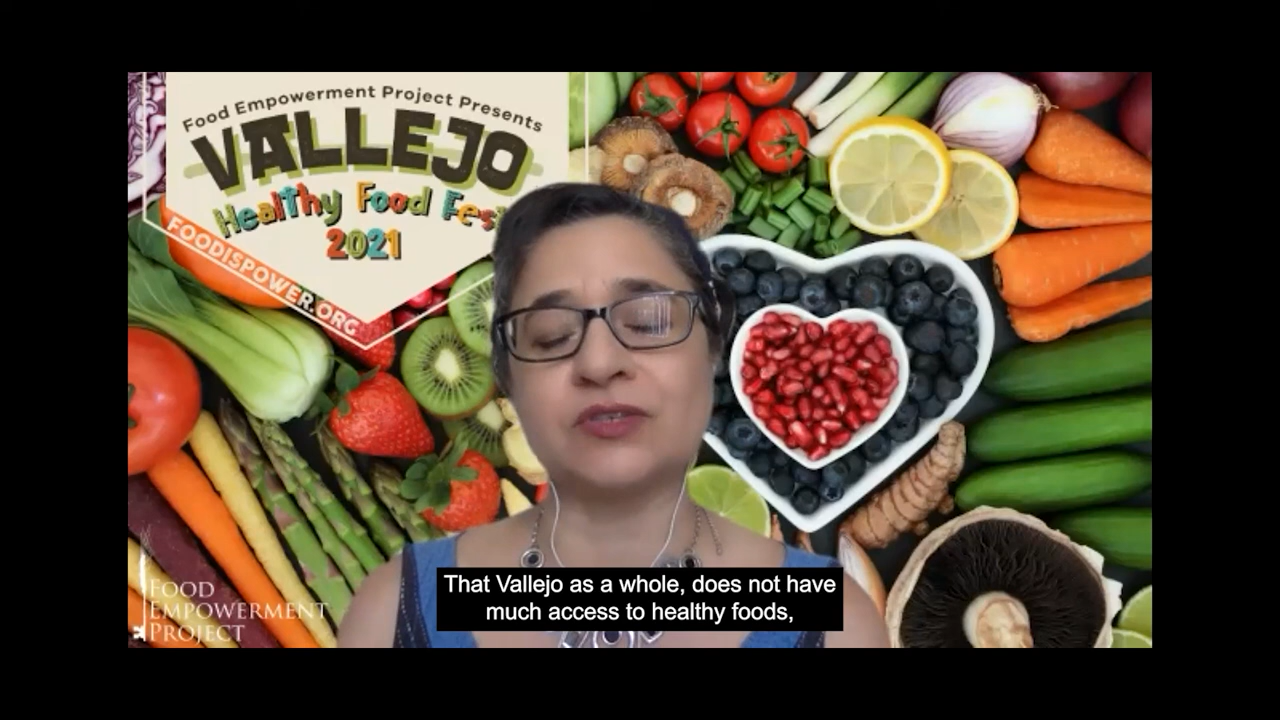 Food Empowerment Project Presents
VALLEJO
Healthy Food Fest
2021
FOODISPOWER.ORG
FOOD
EMPOWERMENT
PROJECT
That Vallejo as a whole, does not have
much access to healthy foods,